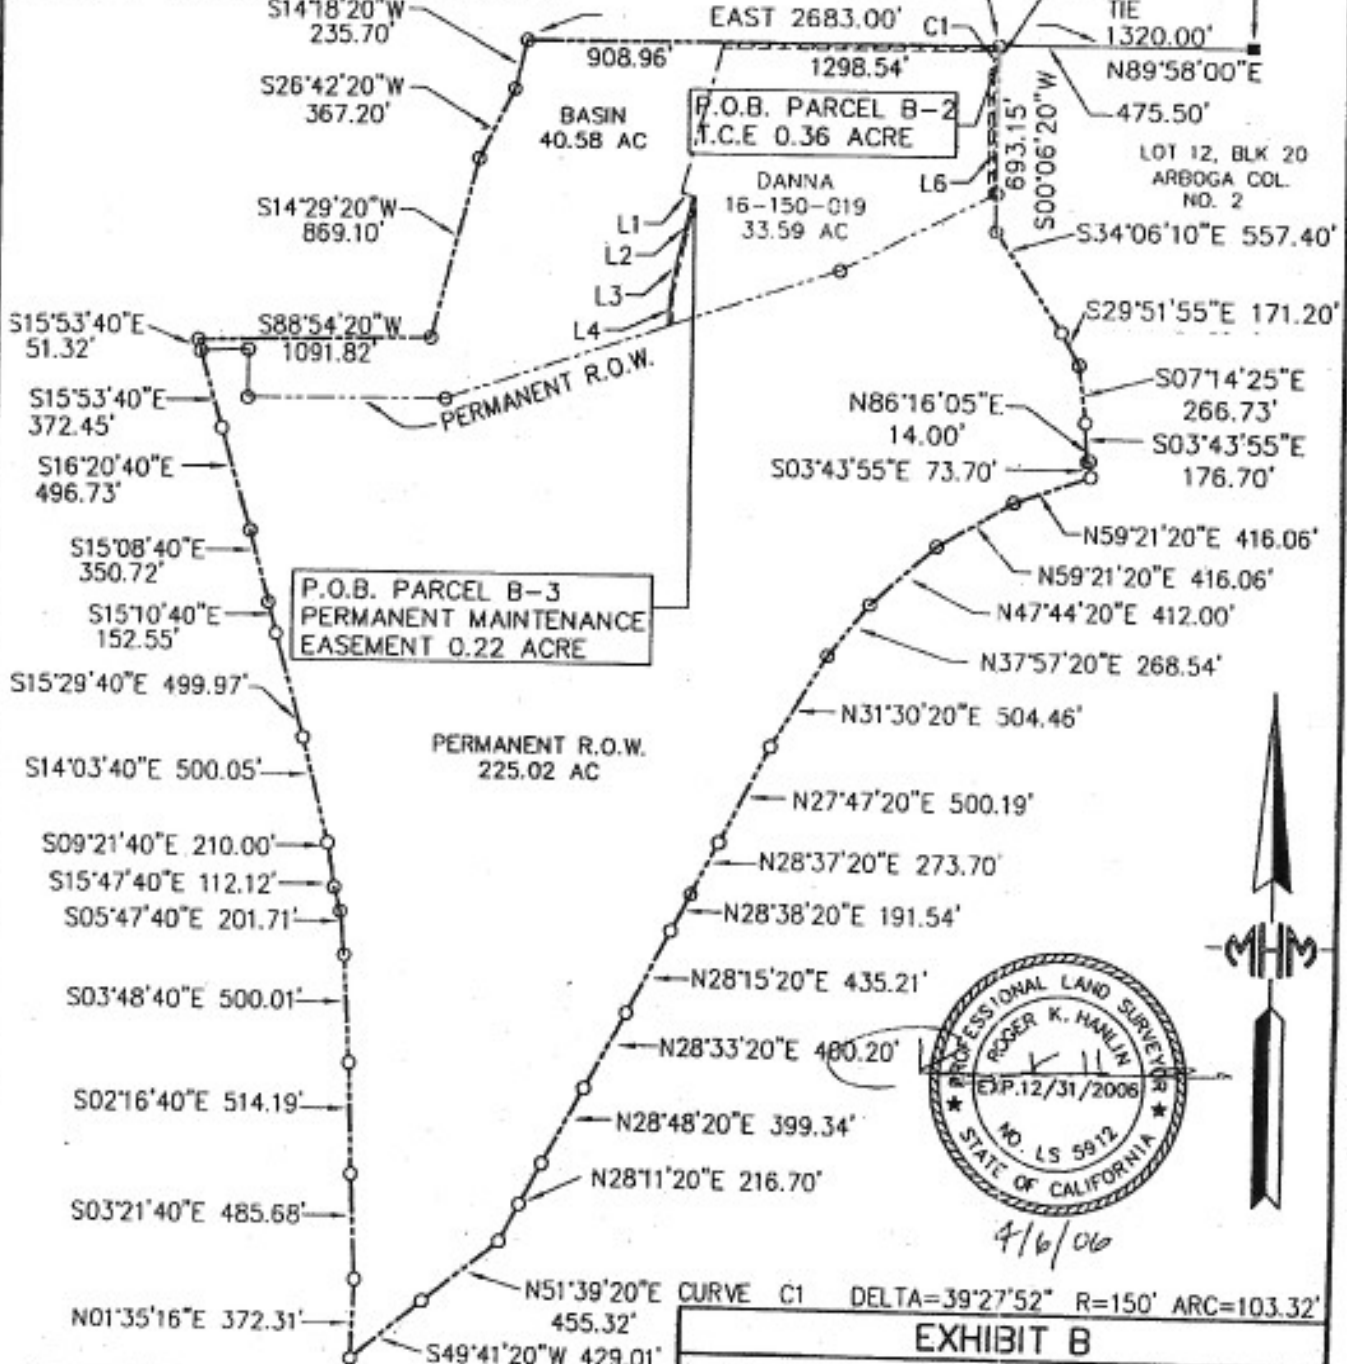 S14°18'20"W
235.70'
EAST 2683.00'
C1
TIE
1320.00'
908.96'
1298.54'
N89°58'00"E
S26°42'20"W
367.20'
BASIN
40.58 AC
P.O.B. PARCEL B-2
T.C.E 0.36 ACRE
475.50'
693.15'
S00°06'20"W
LOT 12, BLK 20
ARBOGA COL.
NO. 2
DANNA
16-150-019
33.59 AC
L6
S14°29'20"W
869.10'
L1
L2
L3
L4
S34°06'10"E 557.40'
S15°53'40"E
51.32'
S88°54'20"W
1091.82'
S29°51'55"E 171.20'
PERMANENT R.O.W.
S15°53'40"E
372.45'
N86°16'05"E
14.00'
S07°14'25"E
266.73'
S16°20'40"E
496.73'
S03°43'55"E 73.70'
S03°43'55"E
176.70'
N59°21'20"E 416.06'
S15°08'40"E
350.72'
N59°21'20"E 416.06'
P.O.B. PARCEL B-3
PERMANENT MAINTENANCE
EASEMENT 0.22 ACRE
S15°10'40"E
152.55'
N47°44'20"E 412.00'
N37°57'20"E 268.54'
S15°29'40"E 499.97'
N31°30'20"E 504.46'
PERMANENT R.O.W.
225.02 AC
S14°03'40"E 500.05'
N27°47'20"E 500.19'
S09°21'40"E 210.00'
N28°37'20"E 273.70'
S15°47'40"E 112.12'
S05°47'40"E 201.71'
N28°38'20"E 191.54'
MHM
S03°48'40"E 500.01'
N28°15'20"E 435.21'
N28°33'20"E 400.20'
PROFESSIONAL LAND SURVEYOR
ROGER K. HANLIN
EXP.12/31/2006
NO. LS 5912
STATE OF CALIFORNIA
S02°16'40"E 514.19'
N28°48'20"E 399.34'
N28°11'20"E 216.70'
S03°21'40"E 485.68'
4/6/06
N51°39'20"E
455.32'
CURVE C1 DELTA=39°27'52" R=150' ARC=103.32'
N01°35'16"E 372.31'
S49°41'20"W 429.01'
EXHIBIT B